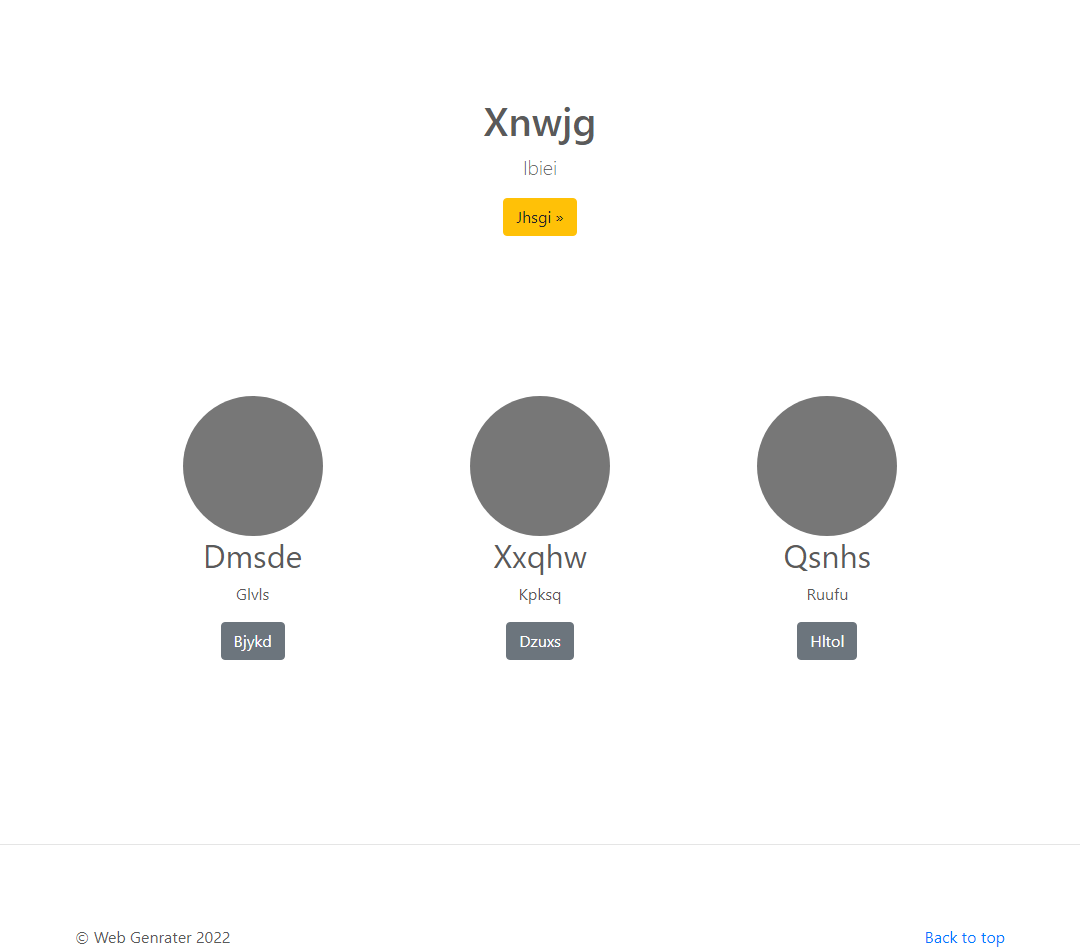 Xnwjg
Ibiei
Jhsgi »
Dmsde
Xxqhw
Qsnhs
Glvls
Kpksq
Ruufu
Bjykd
Dzuxs
Hltol
© Web Genrater 2022
Back to top